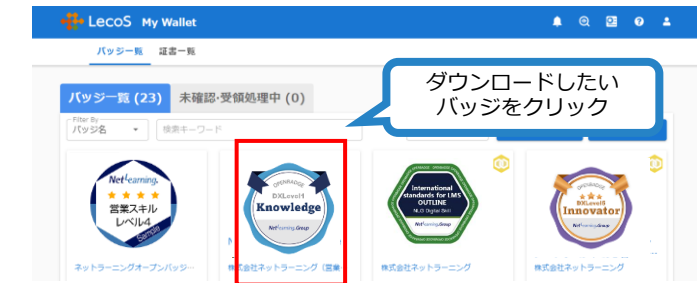 LecoS My Wallet
バッジ一覧 証書一覧
ダウンロードしたい
バッジをクリック
バッジ一覧 (23) 未確認・受領処理中 (0)
Filter By
バッジ名 検索キーワード
Net Learning.
営業スキル
レベル4
Sample
OPENBADGE
DXLevel1
Knowledge
NetLearning Group
International
standards for LMS
OUTLINE
NLG Digital Skill
NetLearning Group
OPENBADGE
DXLevel5
Innovator
NetLearning Group
ネットラーニングオープンバッジ…
株式会社ネットラーニング（営業…
株式会社ネットラーニング
株式会社ネットラーニング